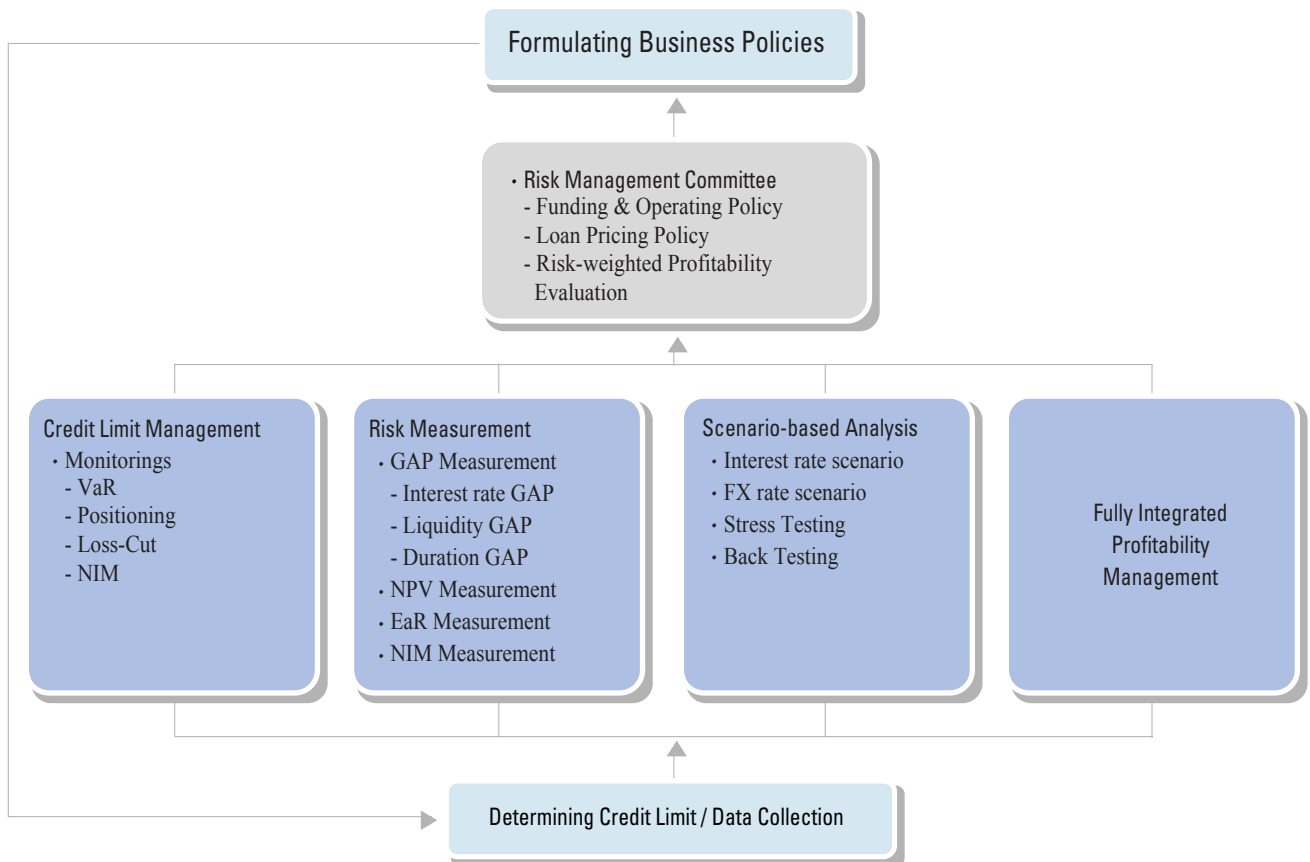 Formulating Business Policies
· Risk Management Committee
- Funding & Operating Policy
- Loan Pricing Policy
- Risk-weighted Profitability
Evaluation
Credit Limit Management
· Monitorings
- VaR
- Positioning
- Loss-Cut
- NIM
Risk Measurement
· GAP Measurement
- Interest rate GAP
- Liquidity GAP
- Duration GAP
· NPV Measurement
· EaR Measurement
· NIM Measurement
Scenario-based Analysis
· Interest rate scenario
· FX rate scenario
· Stress Testing
· Back Testing
Fully Integrated
Profitability
Management
Determining Credit Limit / Data Collection